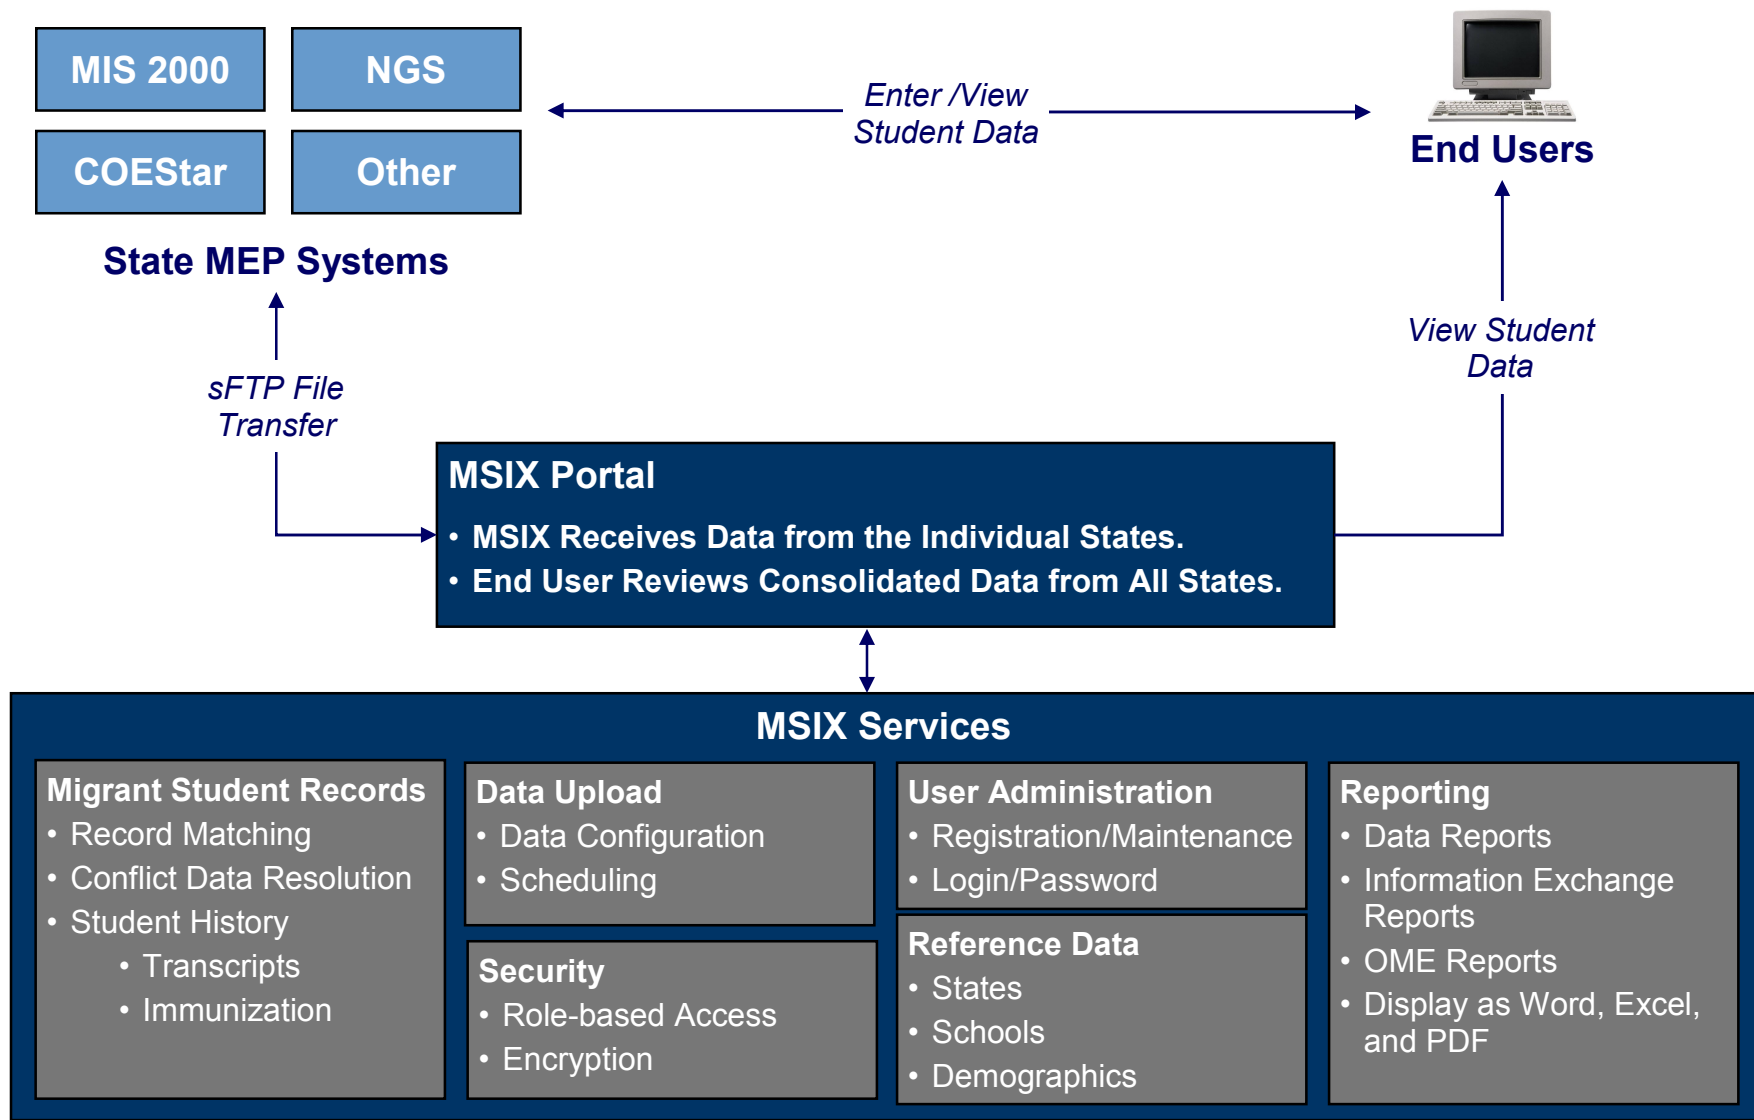 MIS 2000
NGS
COEStar
Other
State MEP Systems
Enter /View
Student Data
End Users
sFTP File
Transfer
View Student
Data
MSIX Portal
• MSIX Receives Data from the Individual States.
• End User Reviews Consolidated Data from All States.
MSIX Services
Migrant Student Records
• Record Matching
• Conflict Data Resolution
• Student History
• Transcripts
• Immunization
Data Upload
• Data Configuration
• Scheduling
Security
• Role-based Access
• Encryption
User Administration
• Registration/Maintenance
• Login/Password
Reference Data
• States
• Schools
• Demographics
Reporting
• Data Reports
• Information Exchange
Reports
• OME Reports
• Display as Word, Excel,
and PDF